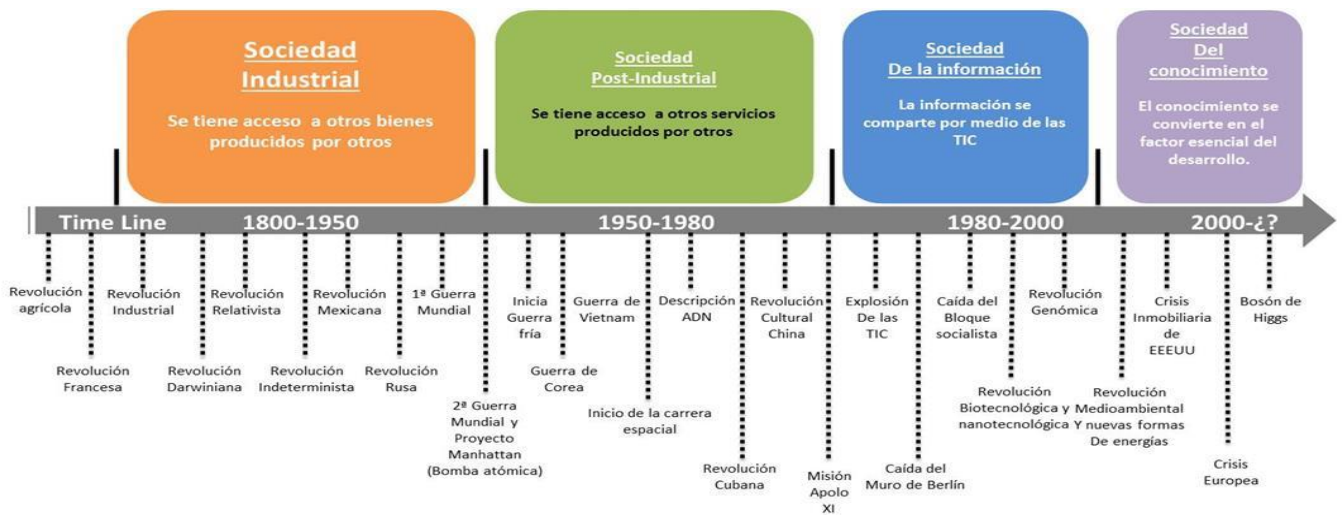 Sociedad
Industrial
Se tiene acceso a otros bienes
producidos por otros
Sociedad
Post-Industrial
Se tiene acceso a otros servicios
producidos por otros
Sociedad
De la información
La información se
comparte por medio de las
TIC
Sociedad
Del
conocimiento
El conocimiento se
convierte en el
factor esencial del
desarrollo.
Time Line
1800-1950
1950-1980
1980-2000
2000-¿?
Revolución
agrícola
Revolución
Francesa
Revolución
Industrial
Revolución
Darwiniana
Revolución
Relativista
Revolución
Indeterminista
Revolución
Mexicana
Revolución
Rusa
1ª Guerra
Mundial
2ª Guerra
Mundial y
Proyecto
Manhattan
(Bomba atómica)
Inicia
Guerra
fría
Guerra de
Corea
Guerra de
Vietnam
Inicio de la carrera
espacial
Descripción
ADN
Revolución
Cubana
Revolución
Cultural
China
Misión
Apolo
XI
Explosión
De las
TIC
Caída del
Muro de Berlín
Caída del
Bloque
socialista
Revolución
Biotecnológica y
nanotecnológica
Revolución
Genómica
Revolución
Medioambiental
Y nuevas formas
De energías
Crisis
Inmobiliaria
de
EEEUU
Crisis
Europea
Bosón de
Higgs